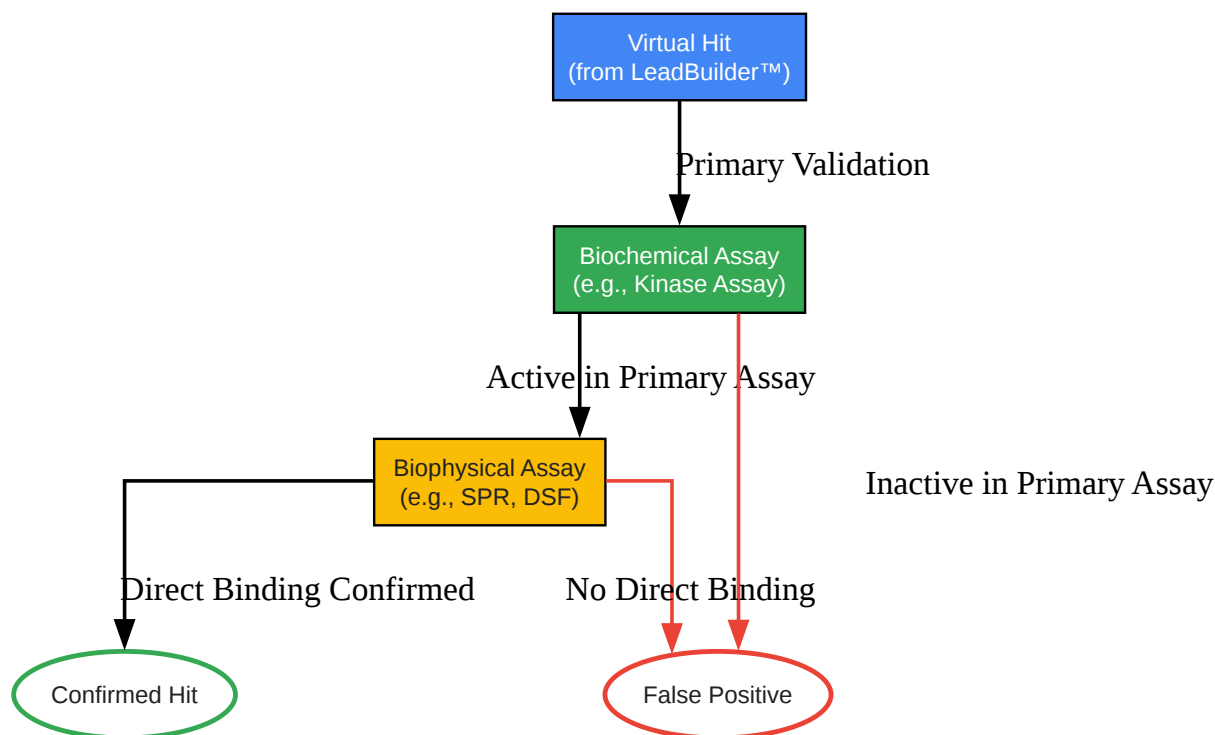 Virtual Hit
(from LeadBuilder™)
Primary Validation
Biochemical Assay
(e.g., Kinase Assay)
Active in Primary Assay
Biophysical Assay
(e.g., SPR, DSF)
Inactive in Primary Assay
Direct Binding Confirmed
No Direct Binding
Confirmed Hit
False Positive